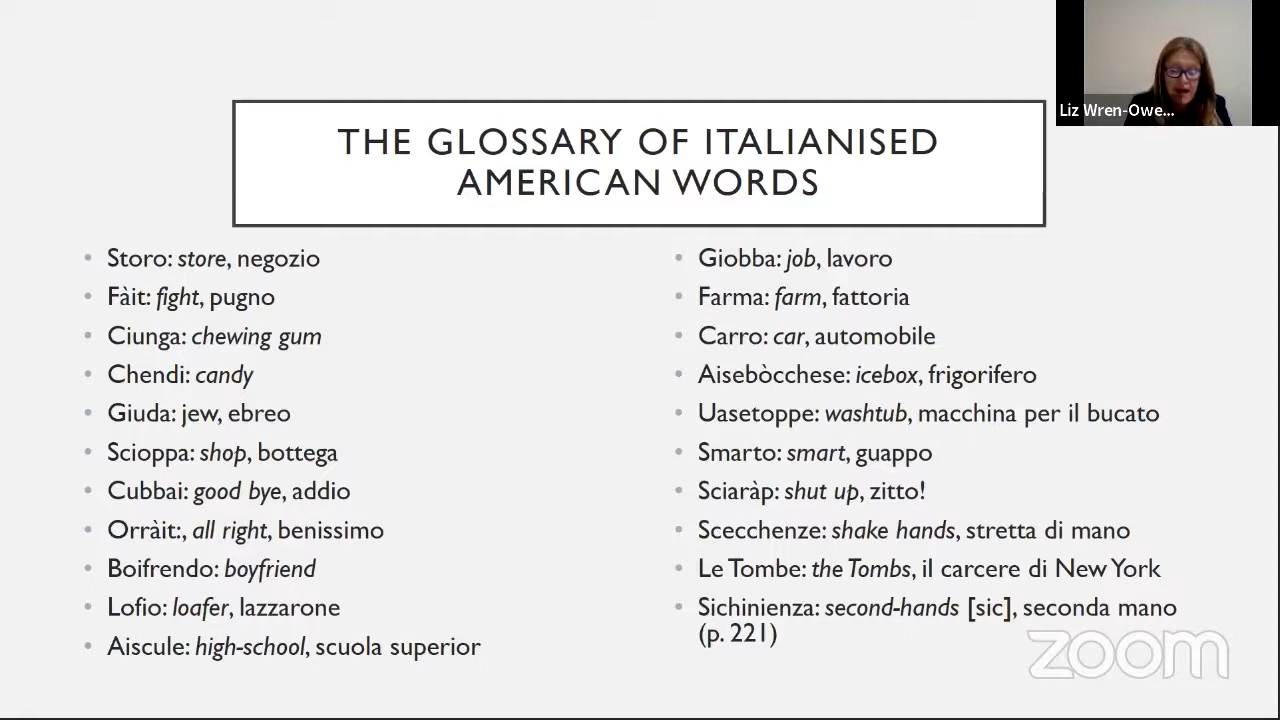 Liz Wren-Owe...
THE GLOSSARY OF ITALIANISED
AMERICAN WORDS
• Storo: store, negozio
• Fàit: fight, pugno
• Ciunga: chewing gum
• Chendi: candy
• Giuda: jew, ebreo
• Scioppa: shop, bottega
• Cubbai: good bye, addio
• Orràit:, all right, benissimo
• Boifrendo: boyfriend
• Lofio: loafer, lazzarone
• Aiscule: high-school, scuola superior
• Giobba: job, lavoro
• Farma: farm, fattoria
• Carro: car, automobile
• Aisebòcchese: icebox, frigorifero
• Uasetoppe: washtub, macchina per il bucato
• Smarto: smart, guappo
• Sciaràp: shut up, zitto!
• Scecchenze: shake hands, stretta di mano
• Le Tombe: the Tombs, il carcere di New York
• Sichinienza: second-hands [sic], seconda mano
(p. 221)
zoom